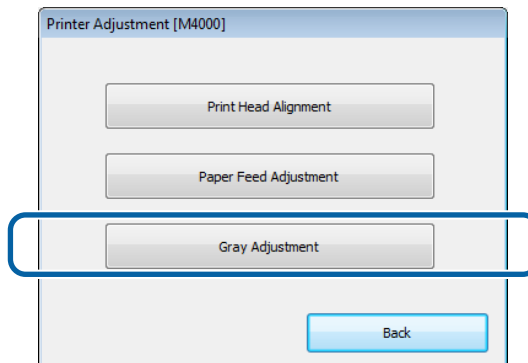 Printer Adjustment [M4000]
Print Head Alignment
Paper Feed Adjustment
Gray Adjustment
Back